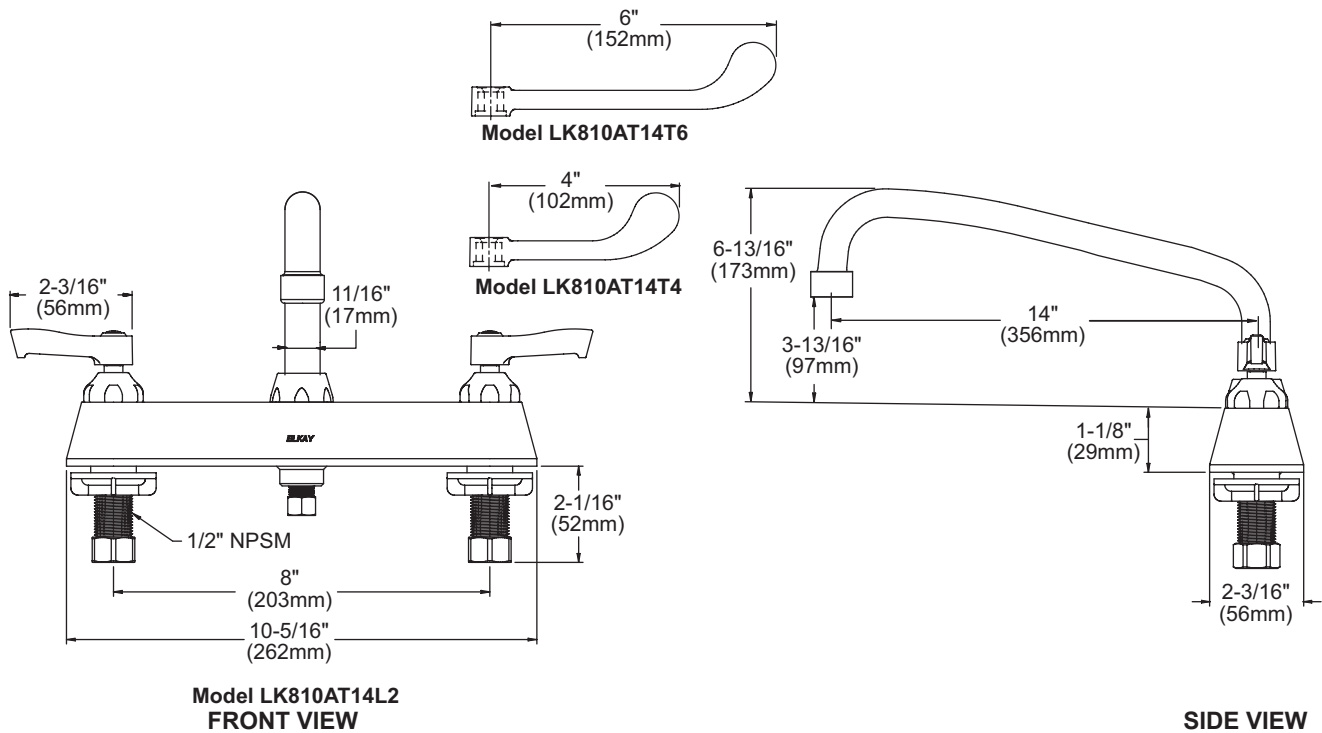 6"
(152mm)
Model LK810AT14T6
4"
(102mm)
Model LK810AT14T4
2-3/16"
(56mm)
11/16"
(17mm)
ELKAY
2-1/16"
(52mm)
1/2" NPSM
8"
(203mm)
10-5/16"
(262mm)
Model LK810AT14L2
FRONT VIEW
6-13/16"
(173mm)
14"
(356mm)
3-13/16"
(97mm)
1-1/8"
(29mm)
2-3/16"
(56mm)
SIDE VIEW